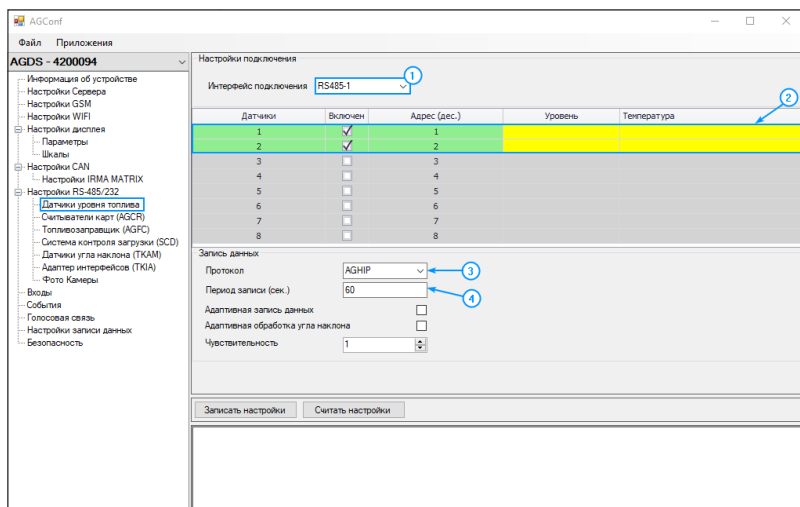 AGConf
Файл Приложения
AGDS - 4200094
Информация об устройстве
Настройки Сервера
Настройки GSM
Настройки WIFI
Настройки дисплея
Параметры
Шкалы
Настройки CAN
Настройки IRMA MATRIX
Настройки RS-485/232
Датчики уровня топлива
Считыватели карт (AGCR)
Топливозаправщик (AGFC)
Система контроля загрузки (SCD)
Датчики угла наклона (TKAM)
Адаптер интерфейсов (TKIA)
Фото Камеры
Входы
События
Голосовая связь
Настройки записи данных
Безопасность
Настройки подключения
Интерфейс подключения RS485-1 1
2
Датчики Включен Адрес (дес.) Уровень Температура
1 1
2 2
3 3
4 4
5 5
6 6
7 7
8 8
Запись данных
Протокол AGHIP 3
Период записи (сек.) 60 4
Адаптивная запись данных
Адаптивная обработка угла наклона
Чувствительность 1
Записать настройки Считать настройки